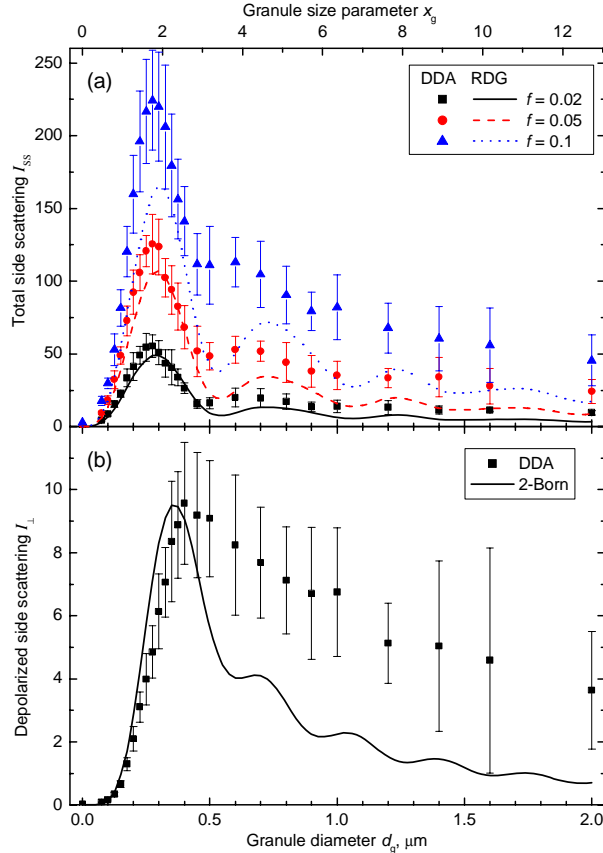 Granule size parameter x_g
0 2 4 6 8 10 12
(a)
DDA RDG
f = 0.02
f = 0.05
f = 0.1
Total side scattering I_SS
250
200
150
100
50
0
(b)
DDA
2-Born
Depolarized side scattering I_⊥
10
8
6
4
2
0
0.0 0.5 1.0 1.5 2.0
Granule diameter d_g, μm